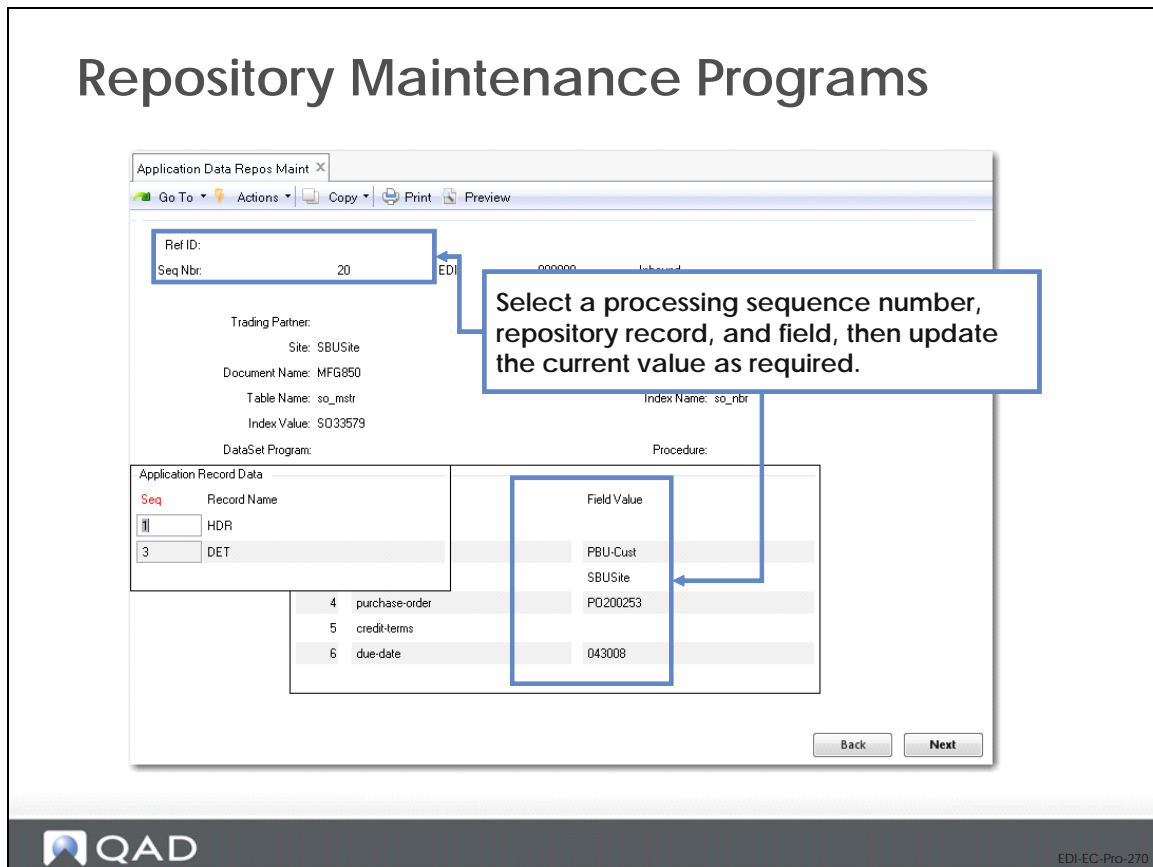 Repository Maintenance Programs
Application Data Repos Maint X
Go To Actions Copy Print Preview
Ref ID:
Seq Nbr: 20 EDI Inbound
Select a processing sequence number,
repository record, and field, then update
the current value as required.
Trading Partner:
Site: SBUSite
Document Name: MFG850
Table Name: so_mstr Index Name: so_nbr
Index Value: SO33579
DataSet Program: Procedure:
Application Record Data
Seq Record Name Field Value
1 HDR
3 DET PBU-Cust
SBUSite
4 purchase-order PO200253
5 credit-terms
6 due-date 043008
Back Next
QAD
EDI-EC-Pro-270